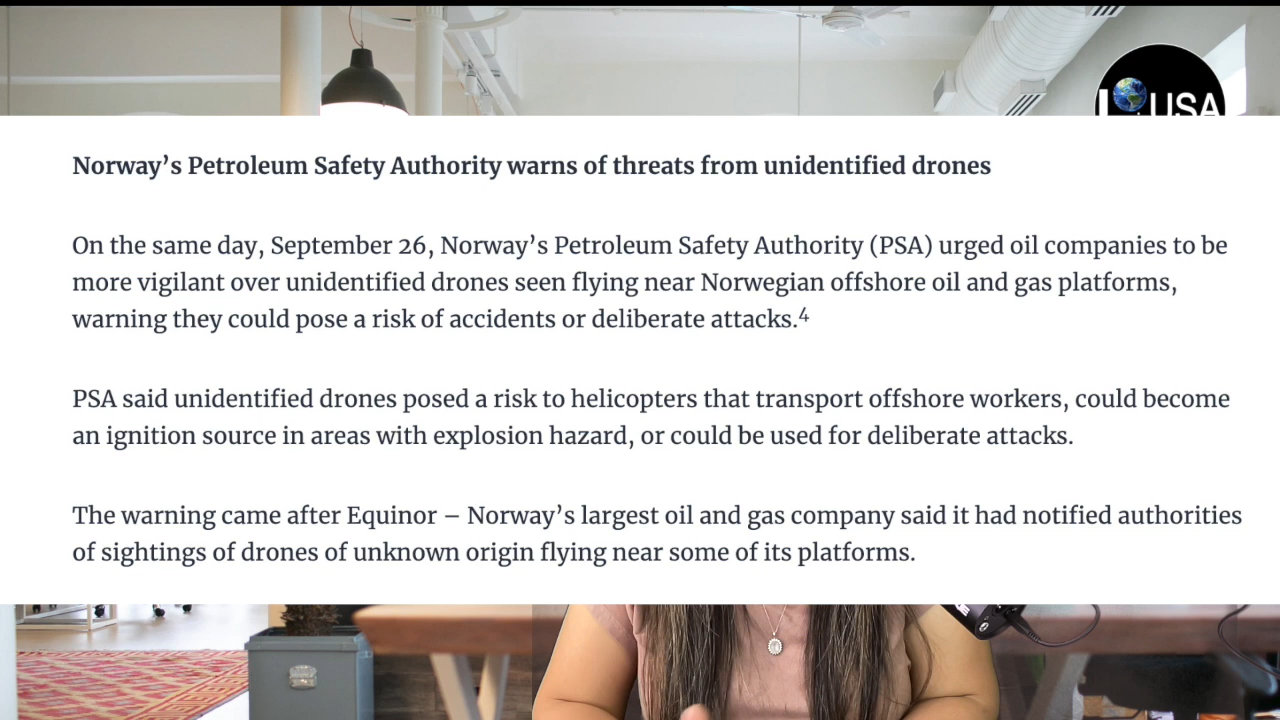 USA
Norway’s Petroleum Safety Authority warns of threats from unidentified drones
On the same day, September 26, Norway’s Petroleum Safety Authority (PSA) urged oil companies to be
more vigilant over unidentified drones seen flying near Norwegian offshore oil and gas platforms,
warning they could pose a risk of accidents or deliberate attacks.4
PSA said unidentified drones posed a risk to helicopters that transport offshore workers, could become
an ignition source in areas with explosion hazard, or could be used for deliberate attacks.
The warning came after Equinor – Norway’s largest oil and gas company said it had notified authorities
of sightings of drones of unknown origin flying near some of its platforms.